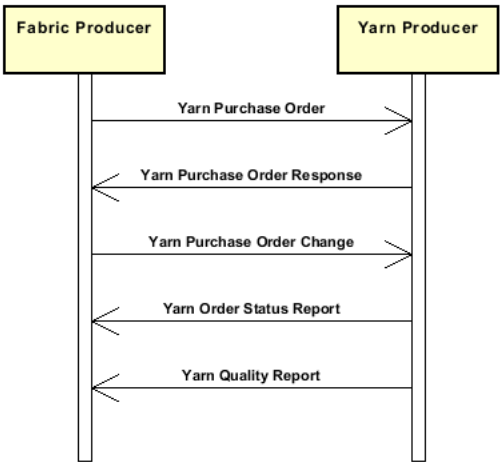 Fabric Producer
Yarn Producer
Yarn Purchase Order
Yarn Purchase Order Response
Yarn Purchase Order Change
Yarn Order Status Report
Yarn Quality Report